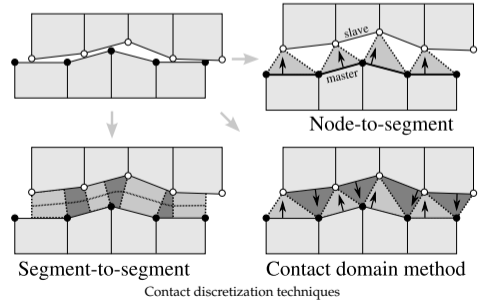 slave
master
Node-to-segment
Segment-to-segment
Contact domain method
Contact discretization techniques